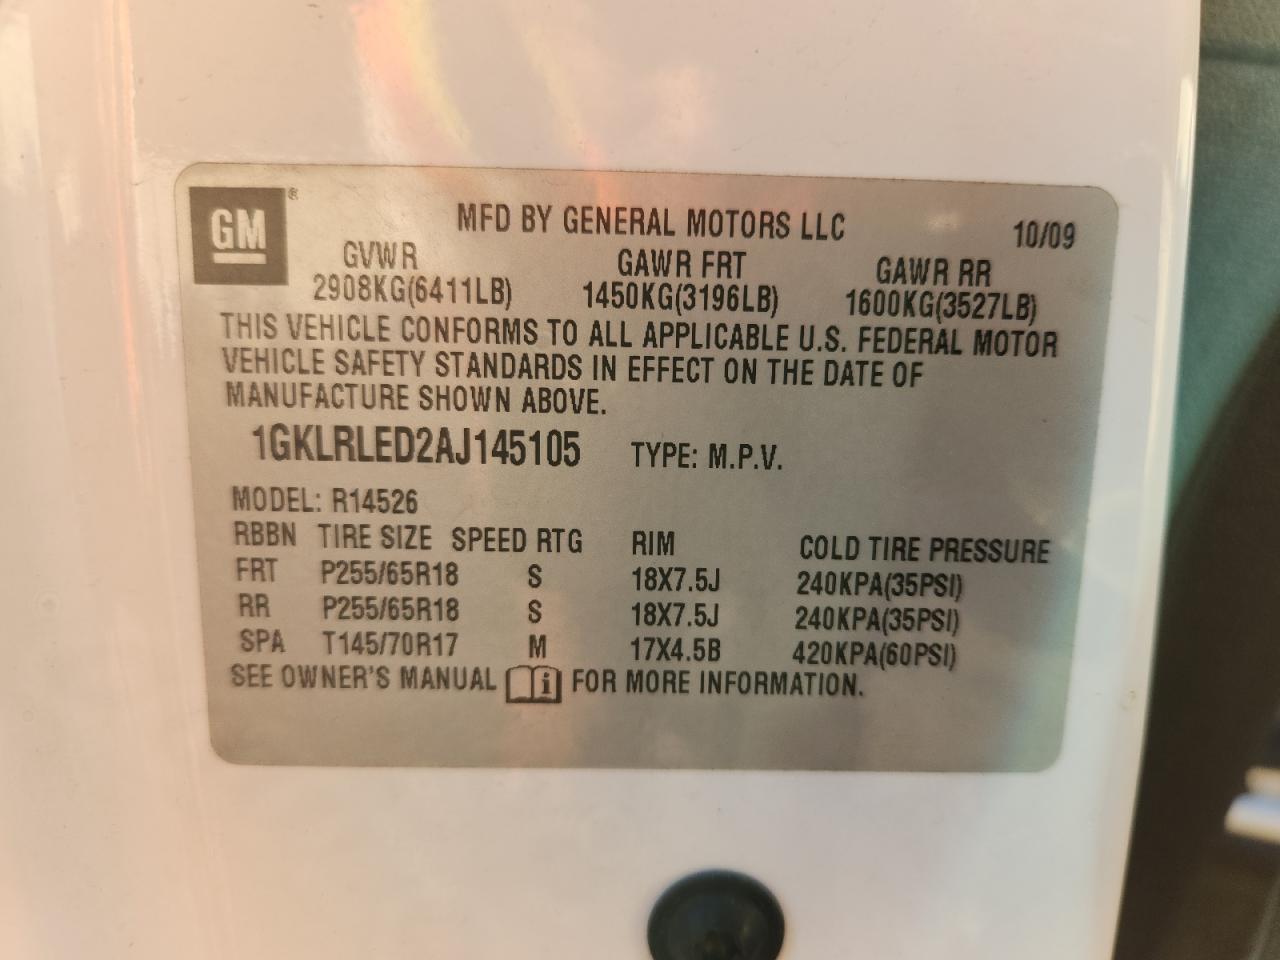 GM ®
MFD BY GENERAL MOTORS LLC 10/09
GVWR GAWR FRT GAWR RR
2908KG(6411LB) 1450KG(3196LB) 1600KG(3527LB)
THIS VEHICLE CONFORMS TO ALL APPLICABLE U.S. FEDERAL MOTOR
VEHICLE SAFETY STANDARDS IN EFFECT ON THE DATE OF
MANUFACTURE SHOWN ABOVE.
1GKLRLED2AJ145105 TYPE: M.P.V.
MODEL: R14526
RBBN TIRE SIZE SPEED RTG RIM COLD TIRE PRESSURE
FRT P255/65R18 S 18X7.5J 240KPA(35PSI)
RR P255/65R18 S 18X7.5J 240KPA(35PSI)
SPA T145/70R17 M 17X4.5B 420KPA(60PSI)
SEE OWNER'S MANUAL i FOR MORE INFORMATION.